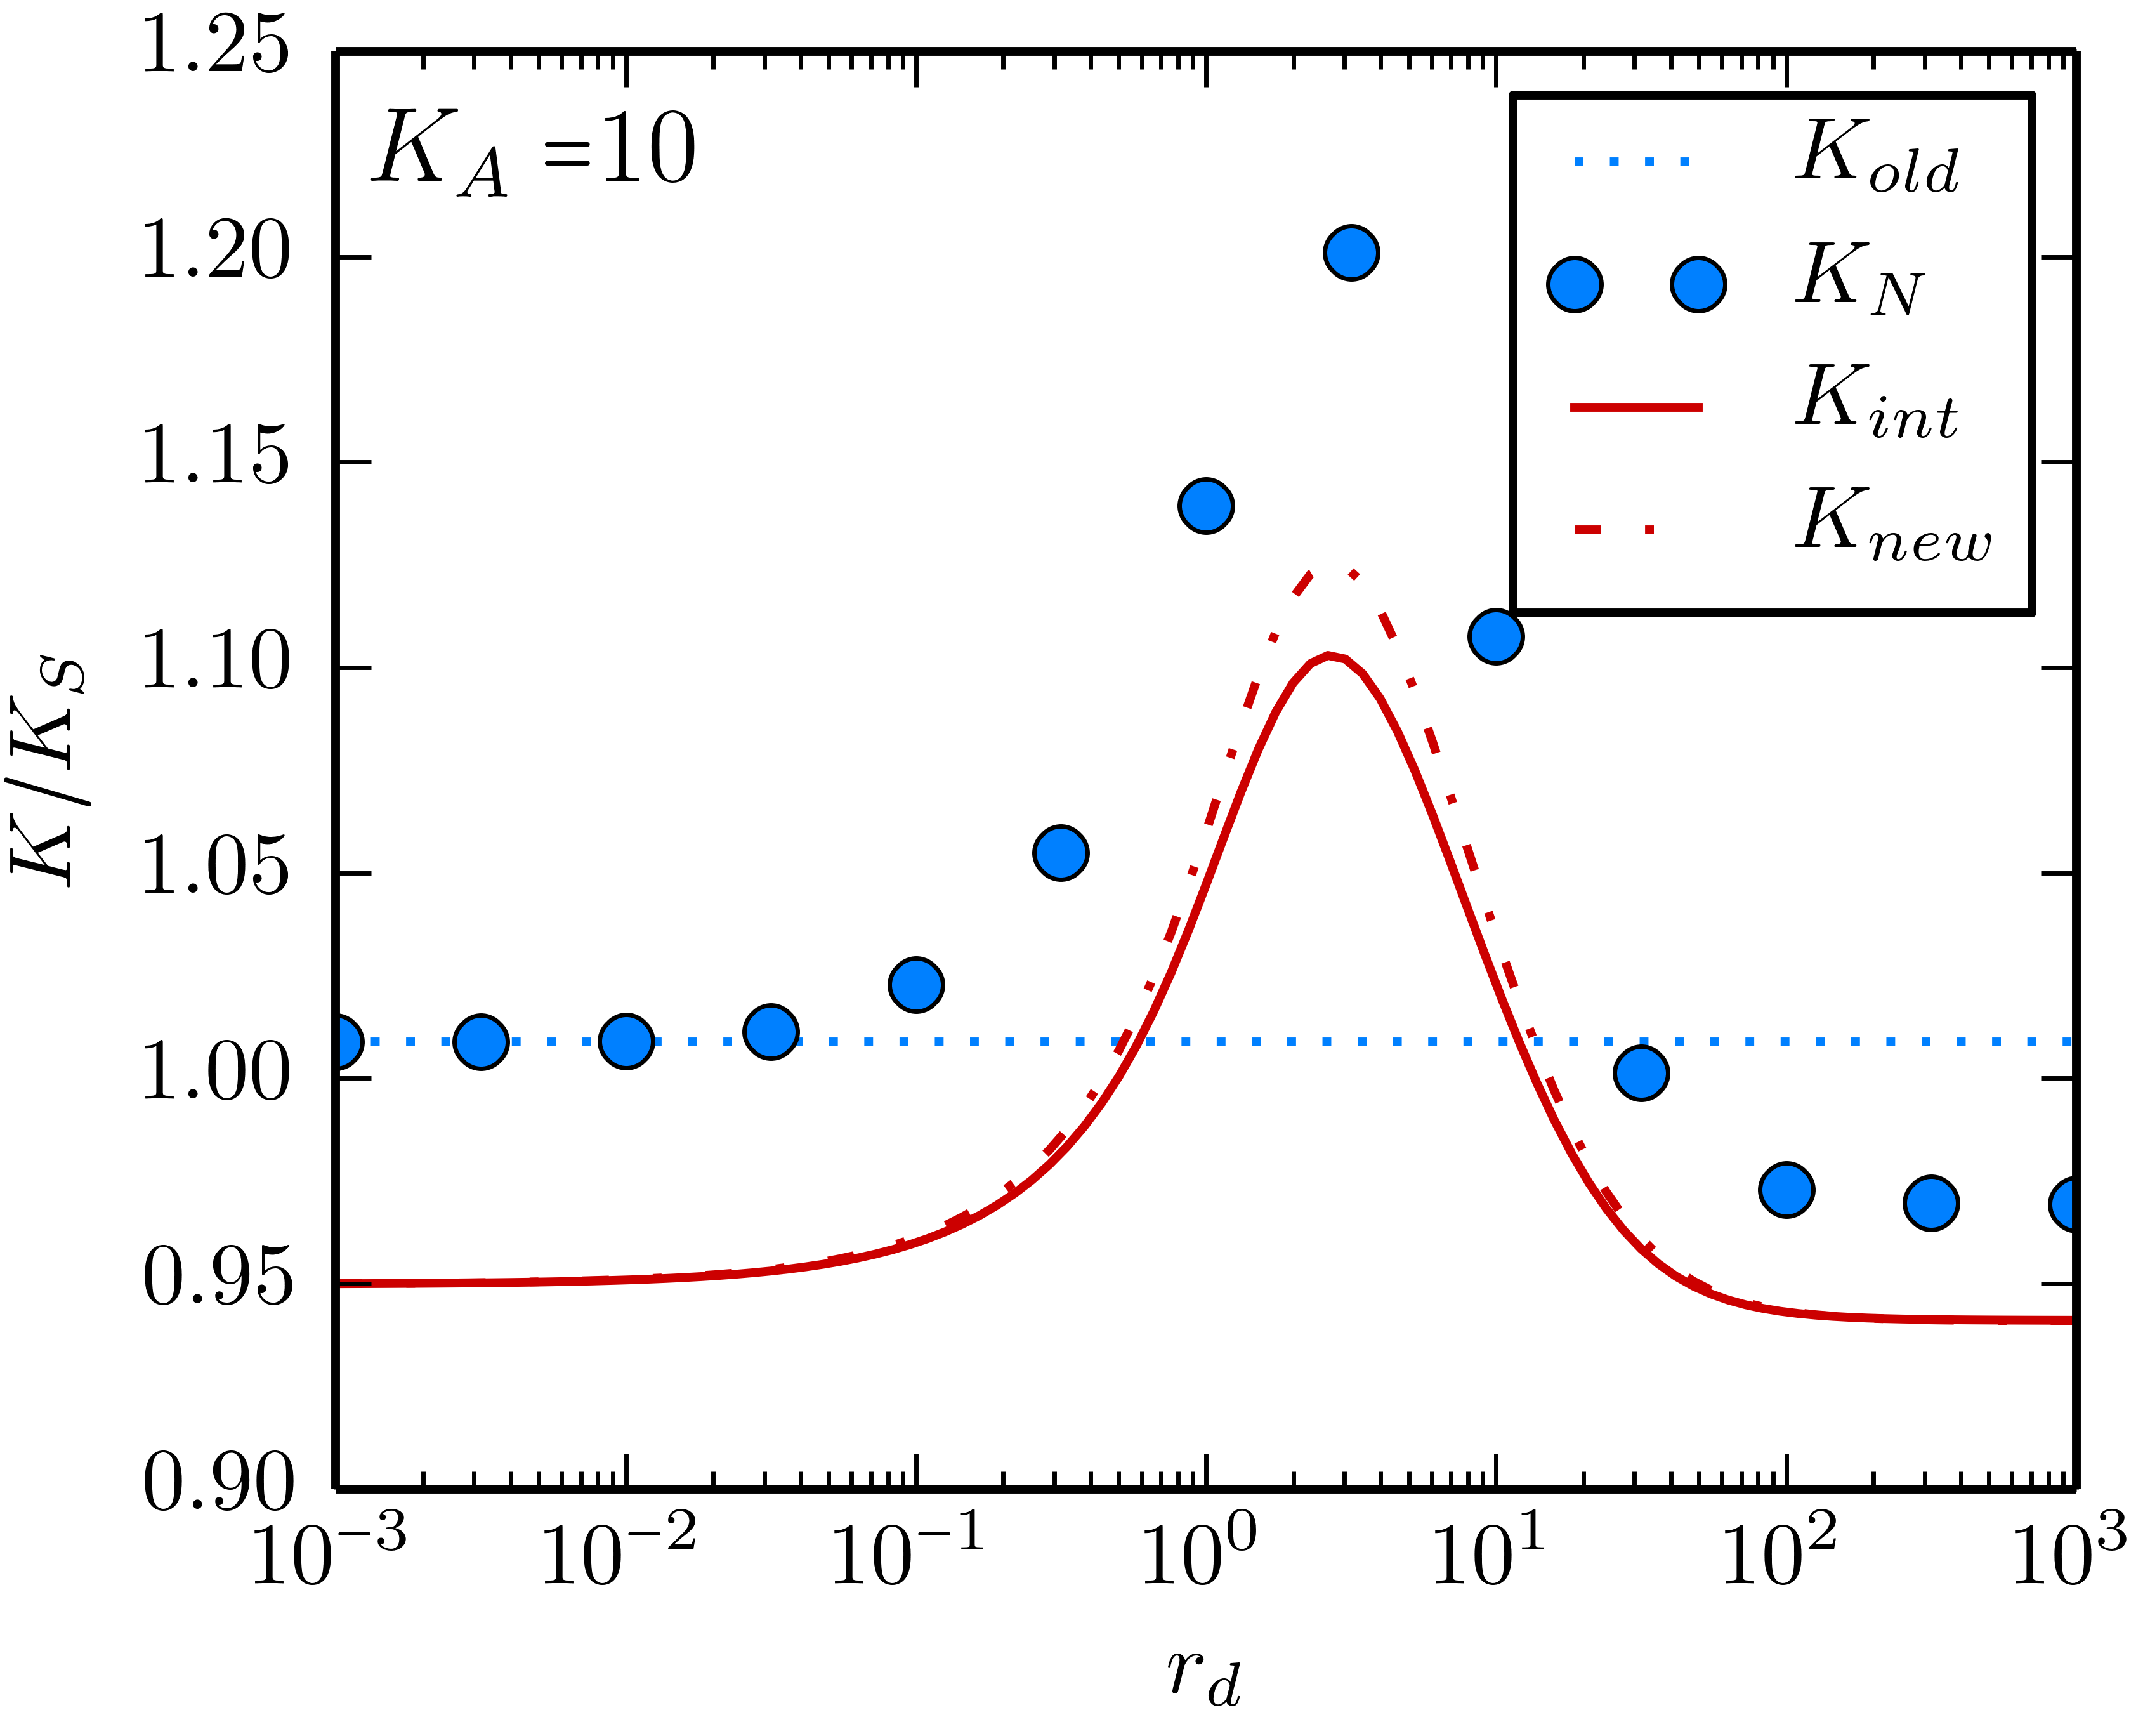 1.25
1.20
1.15
1.10
1.05
1.00
0.95
0.90
K/K_S
K_A =10
K_old
K_N
K_int
K_new
10^−3 10^−2 10^−1 10^0 10^1 10^2 10^3
r_d